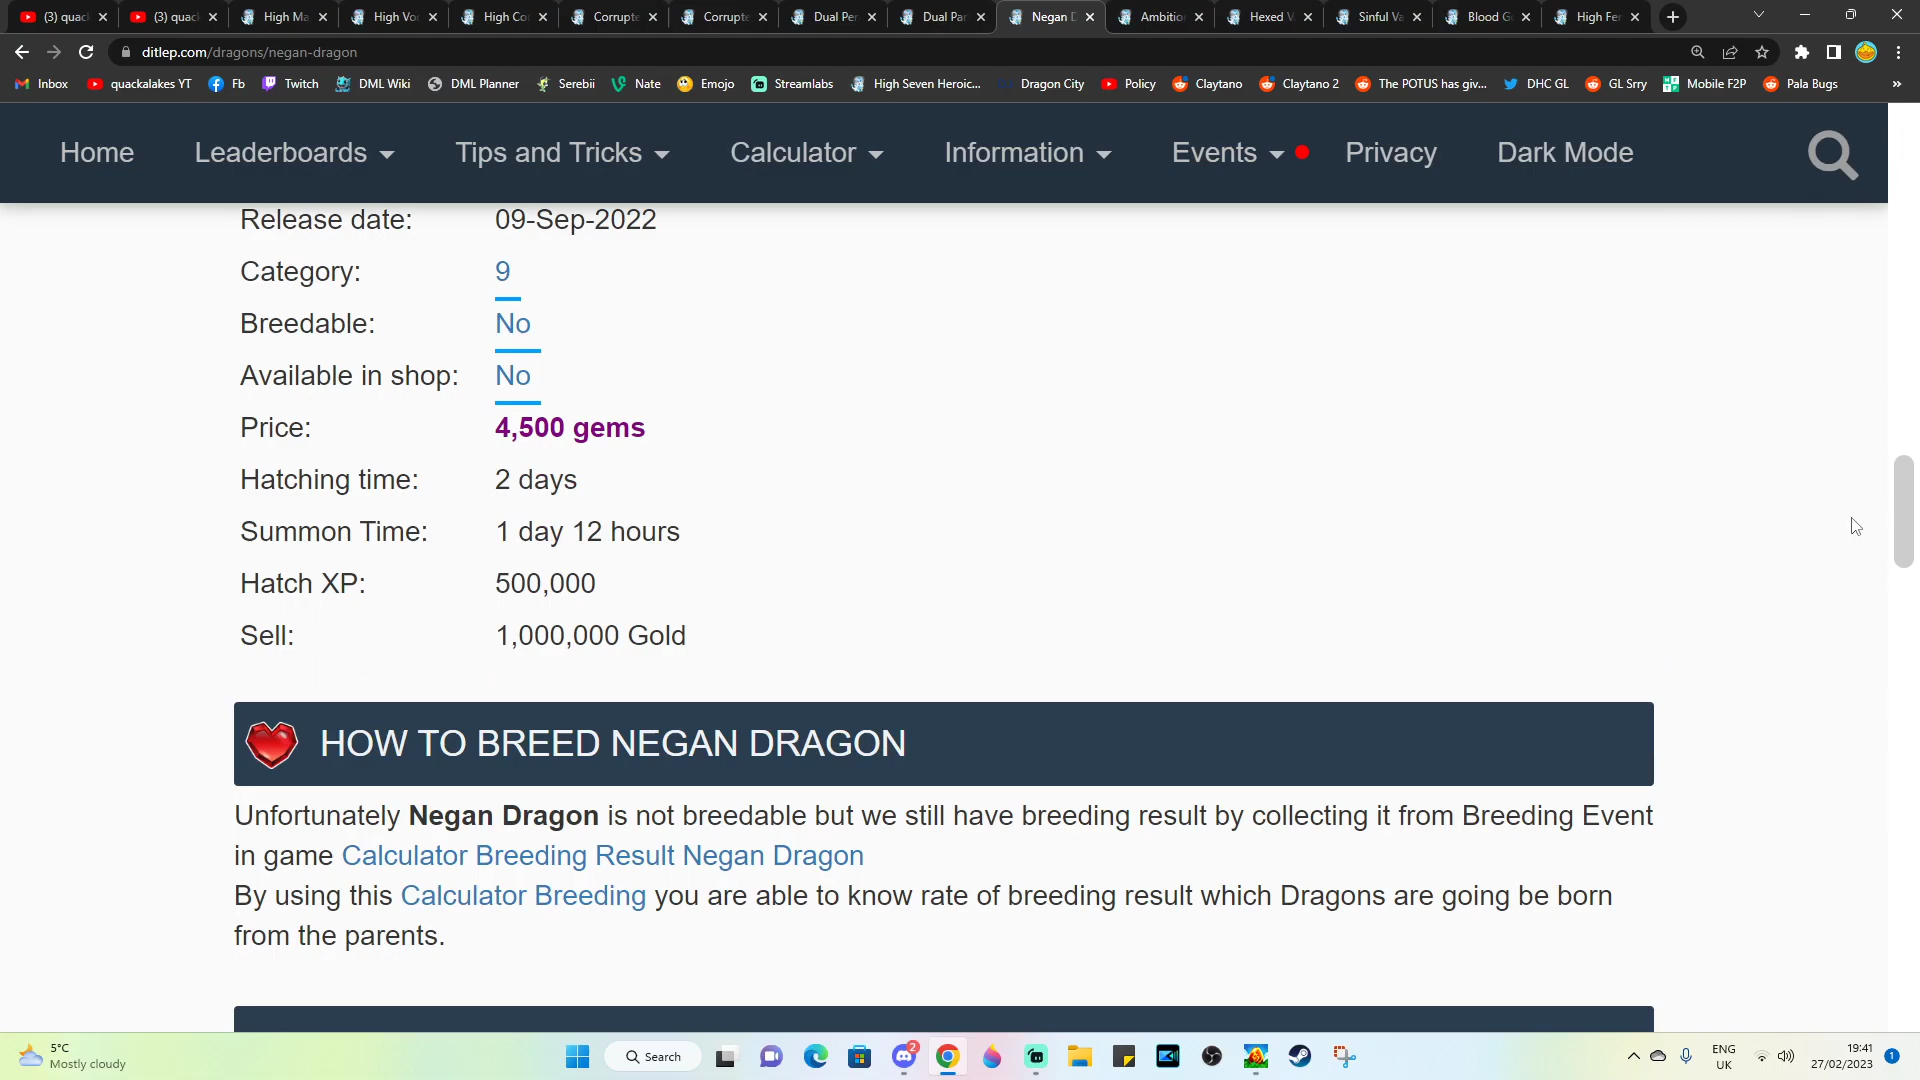 (3) quac
(3) quac
High Ma
High Vo
High Co
Corrupte
Corrupte
Dual Per
Dual Par
Negan D
Ambitio
Hexed V
Sinful Va
Blood G
High Fer
ditlep.com/dragons/negan-dragon
Inbox
quackalakes YT
Fb
Twitch
DML Wiki
DML Planner
Serebii
Nate
Emojo
Streamlabs
High Seven Heroic...
Dragon City
Policy
Claytano
Claytano 2
The POTUS has giv...
DHC GL
GL Srry
Mobile F2P
Pala Bugs
»
Home Leaderboards Tips and Tricks Calculator Information Events Privacy Dark Mode
Release date: 09-Sep-2022
Category: 9
Breedable: No
Available in shop: No
Price: 4,500 gems
Hatching time: 2 days
Summon Time: 1 day 12 hours
Hatch XP: 500,000
Sell: 1,000,000 Gold
HOW TO BREED NEGAN DRAGON
Unfortunately Negan Dragon is not breedable but we still have breeding result by collecting it from Breeding Event
in game Calculator Breeding Result Negan Dragon
By using this Calculator Breeding you are able to know rate of breeding result which Dragons are going be born
from the parents.
5°C
Mostly cloudy
Search
2
ENG
UK
19:41
27/02/2023
1